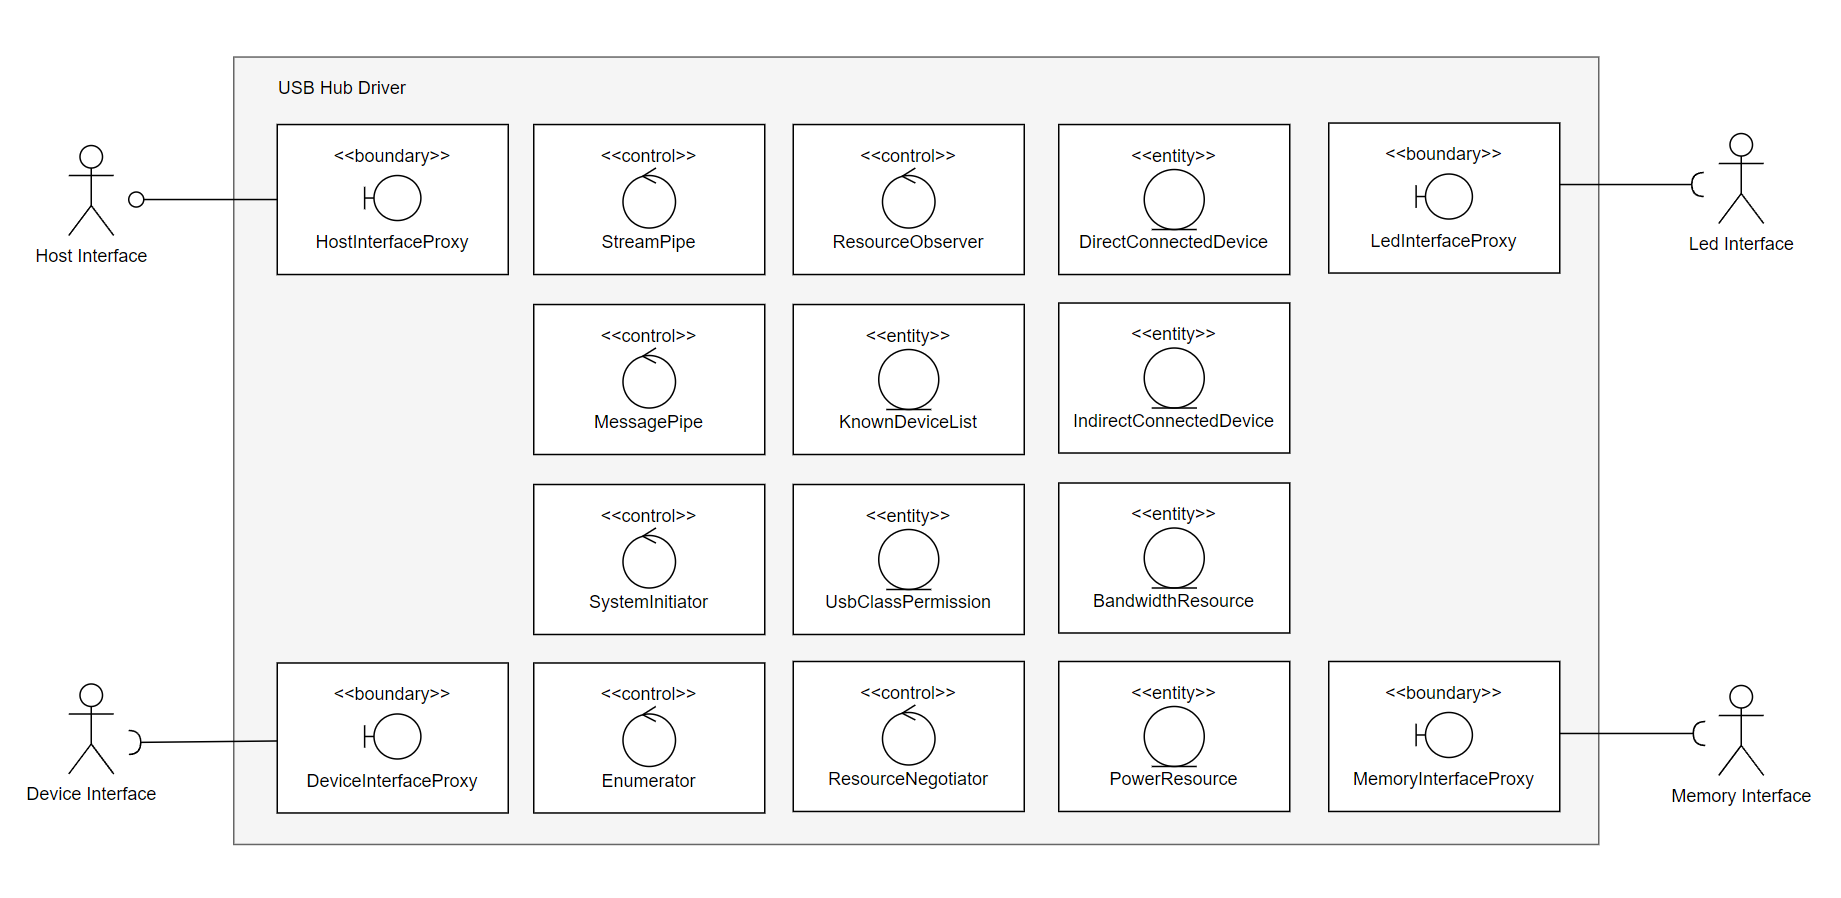 USB Hub Driver
<<boundary>>
HostInterfaceProxy
<<control>>
StreamPipe
<<control>>
ResourceObserver
<<entity>>
DirectConnectedDevice
<<boundary>>
LedInterfaceProxy
Host Interface
Led Interface
<<control>>
MessagePipe
<<entity>>
KnownDeviceList
<<entity>>
IndirectConnectedDevice
<<control>>
SystemInitiator
<<entity>>
UsbClassPermission
<<entity>>
BandwidthResource
<<boundary>>
DeviceInterfaceProxy
<<control>>
Enumerator
<<control>>
ResourceNegotiator
<<entity>>
PowerResource
<<boundary>>
MemoryInterfaceProxy
Device Interface
Memory Interface